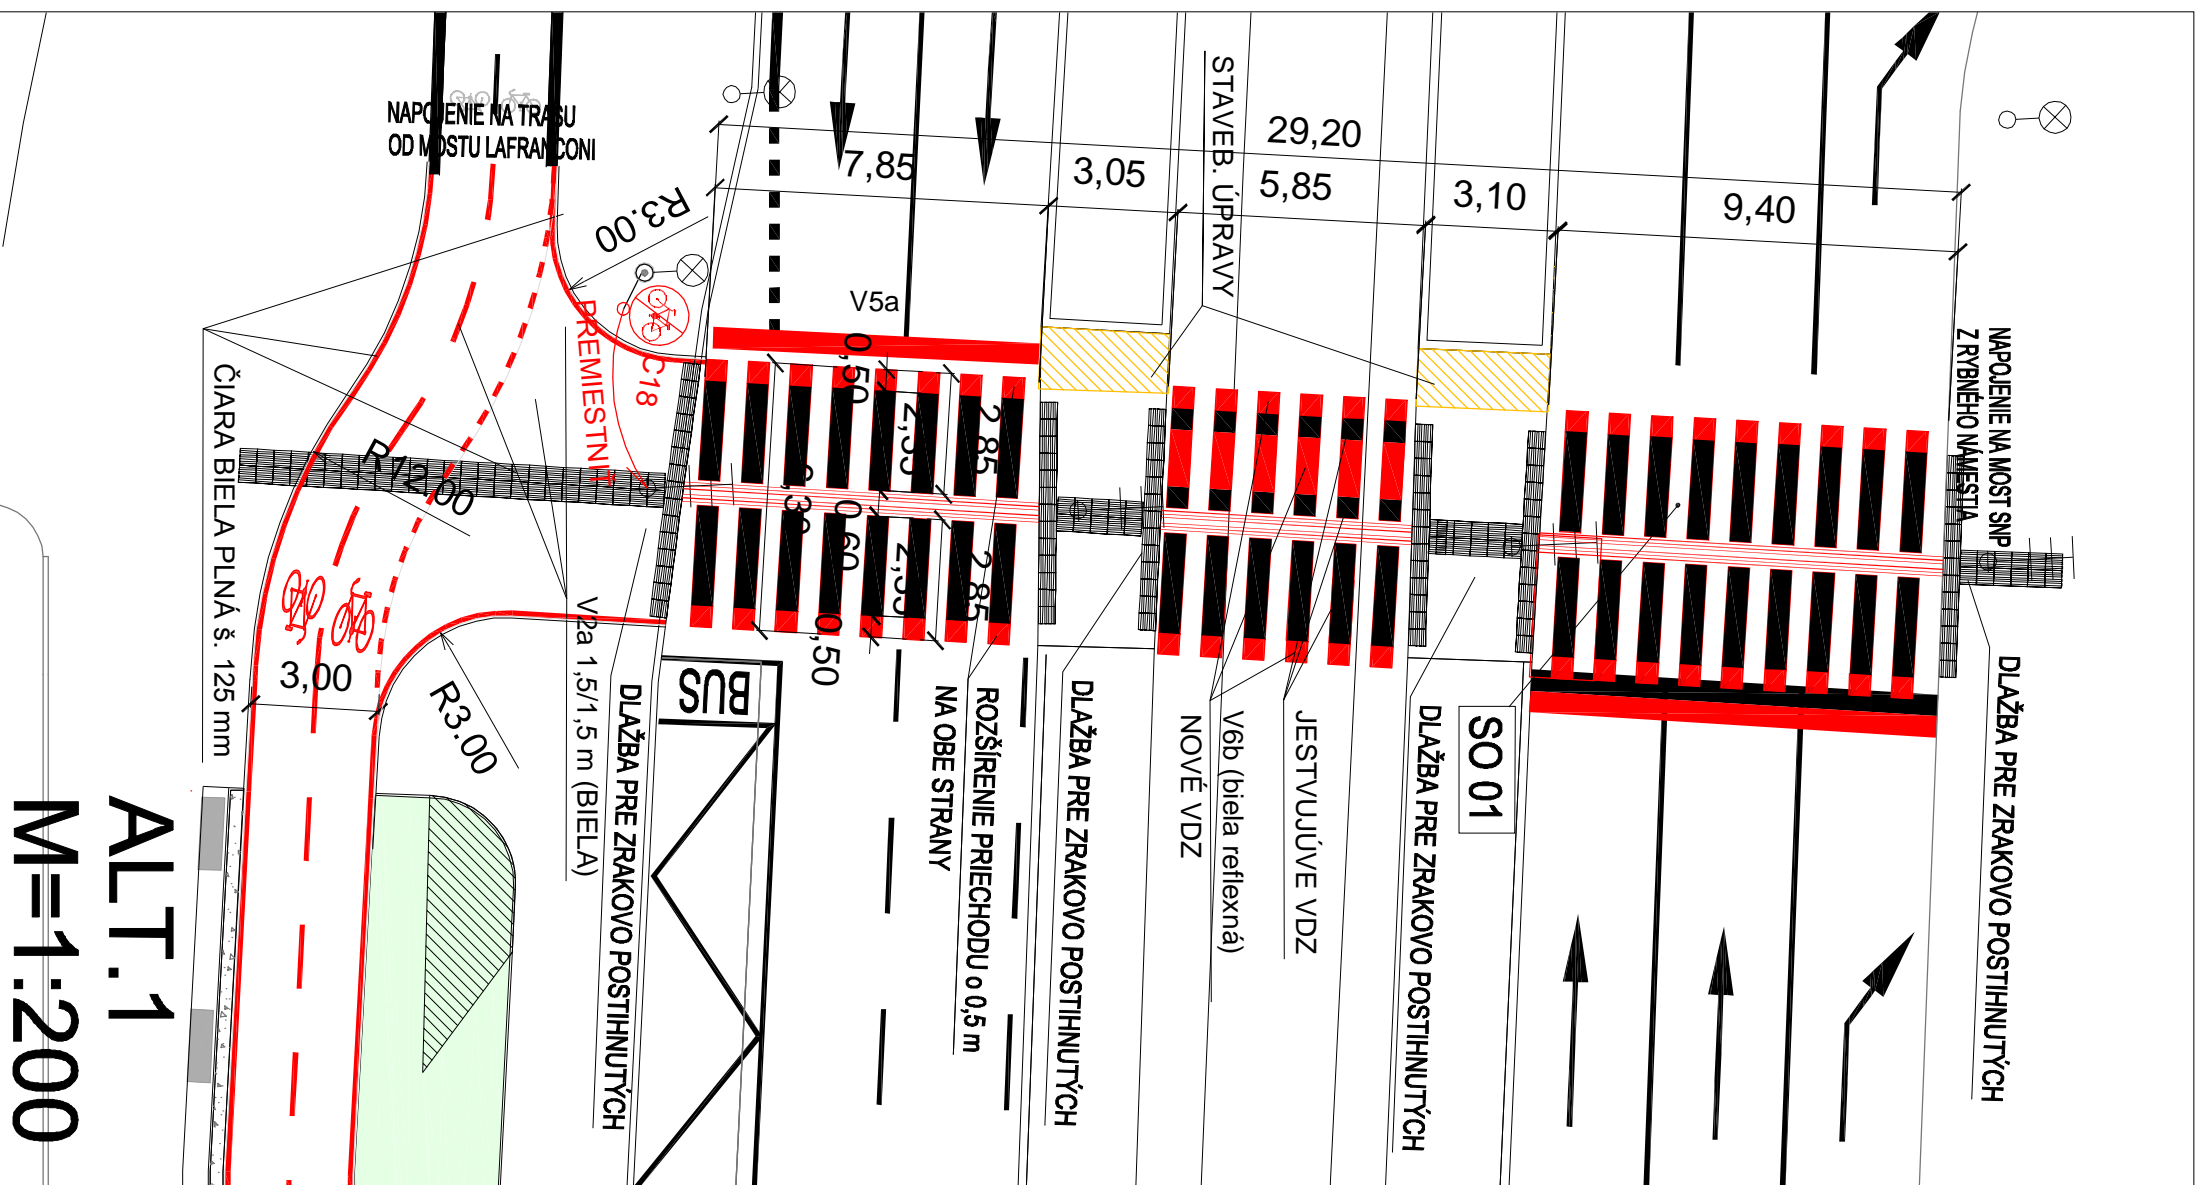 NAPOJENIE NA TRASU
OD MOSTU LAFRANCONI
R3.00
STAVEB. ÚPRAVY
29,20
7,85
3,05
5,85
3,10
9,40
V5a
C18
PREMIESTNIŤ
NAPOJENIE NA MOST SNP
Z RYBNÉHO NÁMESTIA
ČIARA BIELA PLNÁ š. 125 mm
R12.00
0,50
2,35
2,85
6,30
0,60
2,35
2,85
0,50
3,00
R3.00
V2a 1,5/1,5 m (BIELA)
DLAŽBA PRE ZRAKOVO POSTIHNUTÝCH
BUS
ROZŠÍRENIE PRIECHODU o 0,5 m
NA OBE STRANY
DLAŽBA PRE ZRAKOVO POSTIHNUTÝCH
V6b (biela reflexná)
NOVÉ VDZ
JESTVUJÚVE VDZ
DLAŽBA PRE ZRAKOVO POSTIHNUTÝCH
SO 01
DLAŽBA PRE ZRAKOVO POSTIHNUTÝCH
ALT.1
M=1:200